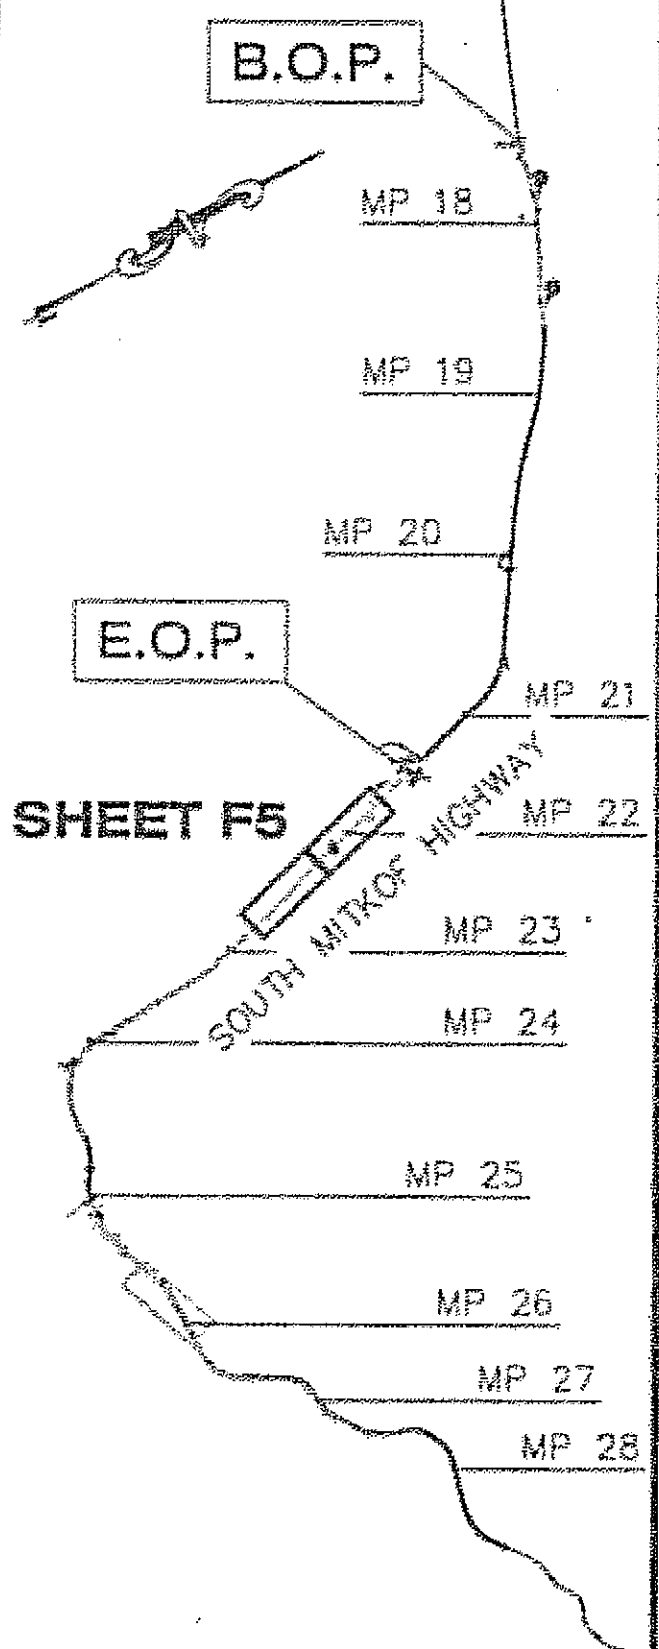 B.O.P.
N
MP 18
MP 19
MP 20
E.O.P.
MP 21
SHEET F5
MP 22
SOUTH MITKOF HIGHWAY
MP 23
MP 24
MP 25
MP 26
MP 27
MP 28